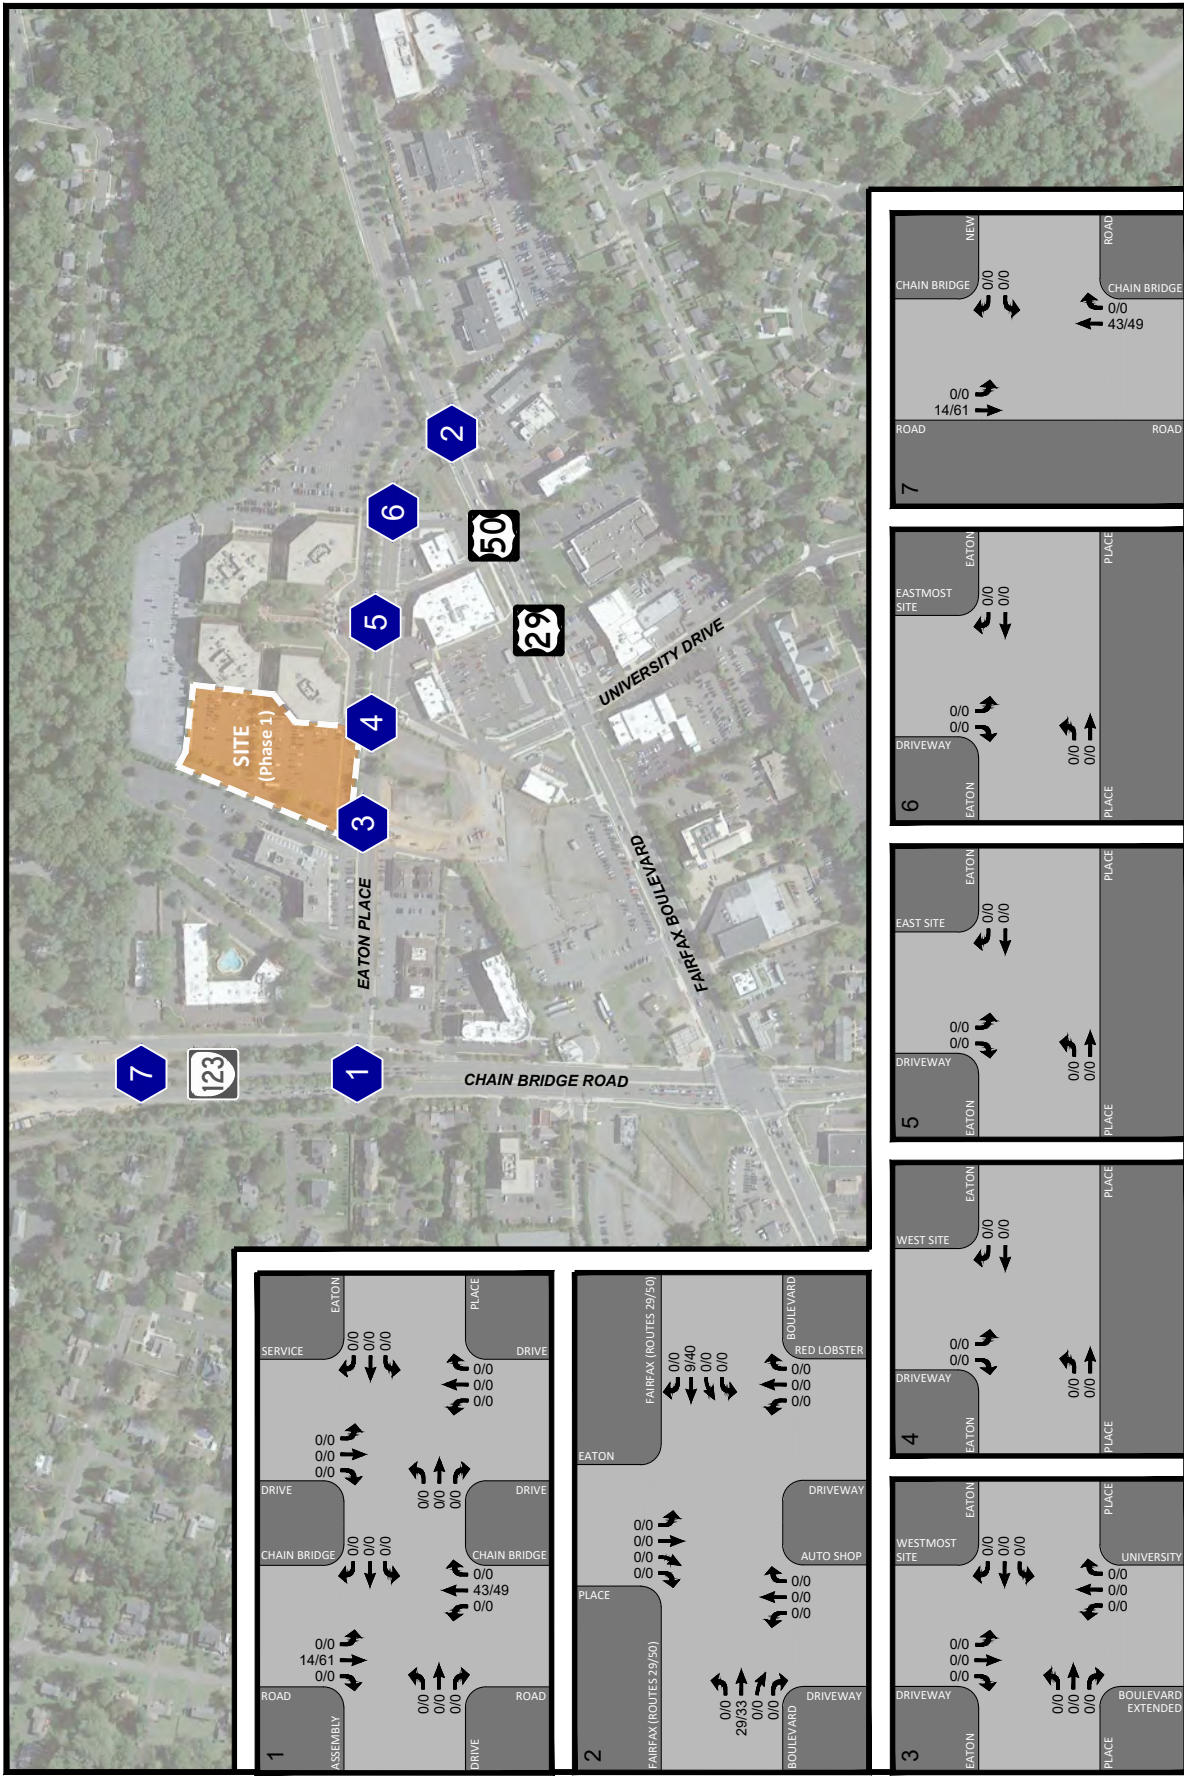 SITE
(Phase 1)
2
6
5
4
3
7
1
50
29
123
UNIVERSITY DRIVE
FAIRFAX BOULEVARD
EATON PLACE
CHAIN BRIDGE ROAD
1
SERVICE
EATON
PLACE
DRIVE
0/0
0/0
0/0
0/0
0/0
0/0
0/0
0/0
0/0
0/0
0/0
0/0
DRIVE
DRIVE
CHAIN BRIDGE
CHAIN BRIDGE
0/0
0/0
0/0
0/0
43/49
0/0
0/0
14/61
0/0
0/0
0/0
0/0
ROAD
ASSEMBLY
ROAD
DRIVE
2
FAIRFAX (ROUTES 29/50)
EATON
BOULEVARD
RED LOBSTER
0/0
9/40
0/0
0/0
0/0
0/0
0/0
0/0
0/0
0/0
0/0
DRIVEWAY
AUTO SHOP
0/0
0/0
0/0
PLACE
FAIRFAX (ROUTES 29/50)
0/0
29/33
0/0
0/0
DRIVEWAY
BOULEVARD
3
WESTMOST
SITE
EATON
PLACE
UNIVERSITY
0/0
0/0
0/0
0/0
0/0
0/0
0/0
0/0
0/0
0/0
0/0
0/0
DRIVEWAY
EATON
BOULEVARD
EXTENDED
PLACE
4
WEST SITE
EATON
PLACE
0/0
0/0
0/0
0/0
0/0
0/0
DRIVEWAY
EATON
PLACE
5
EAST SITE
EATON
PLACE
0/0
0/0
0/0
0/0
0/0
0/0
DRIVEWAY
EATON
PLACE
6
EASTMOST
SITE
EATON
PLACE
0/0
0/0
0/0
0/0
0/0
0/0
DRIVEWAY
EATON
PLACE
7
CHAIN BRIDGE
NEW
ROAD
CHAIN BRIDGE
0/0
0/0
0/0
43/49
0/0
14/61
ROAD
ROAD